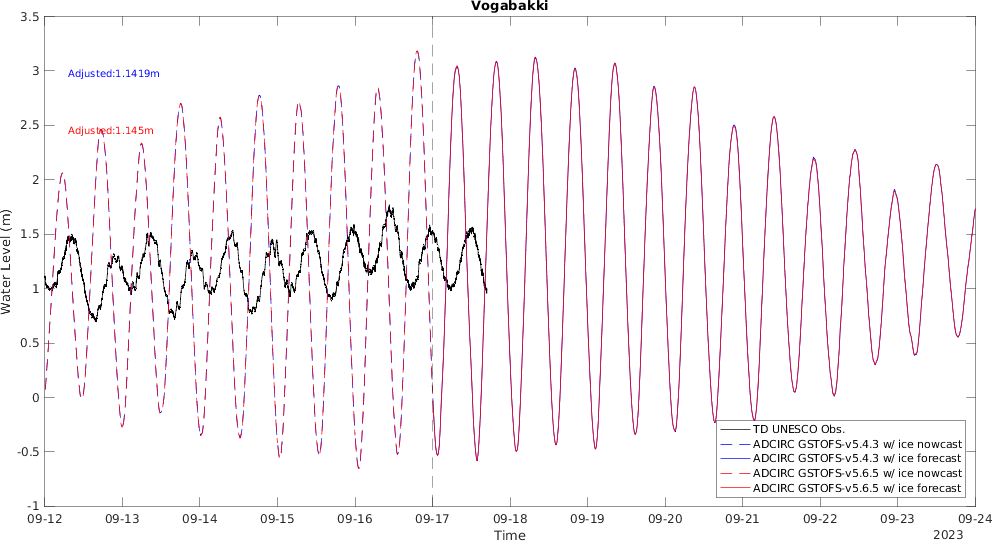 Vogabakki
3.5
3
2.5
2
1.5
1
0.5
0
-0.5
-1
Water Level (m)
Adjusted:1.1419m
Adjusted:1.145m
TD UNESCO Obs.
ADCIRC GSTOFS-v5.4.3 w/ ice nowcast
ADCIRC GSTOFS-v5.4.3 w/ ice forecast
ADCIRC GSTOFS-v5.6.5 w/ ice nowcast
ADCIRC GSTOFS-v5.6.5 w/ ice forecast
09-12 09-13 09-14 09-15 09-16 09-17 09-18 09-19 09-20 09-21 09-22 09-23 09-24
Time
2023